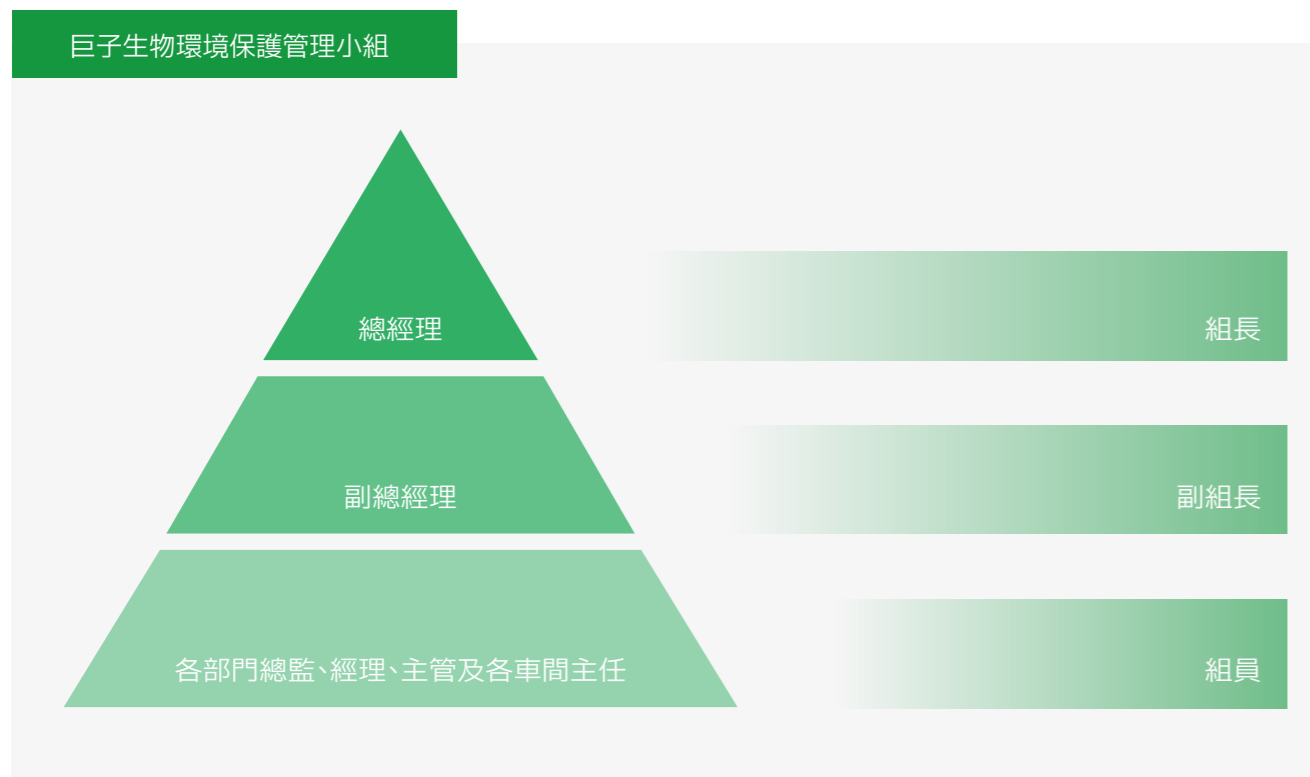 巨子生物環境保護管理小組
總經理
組長
副總經理
副組長
各部門總監、經理、主管及各車間主任
組員